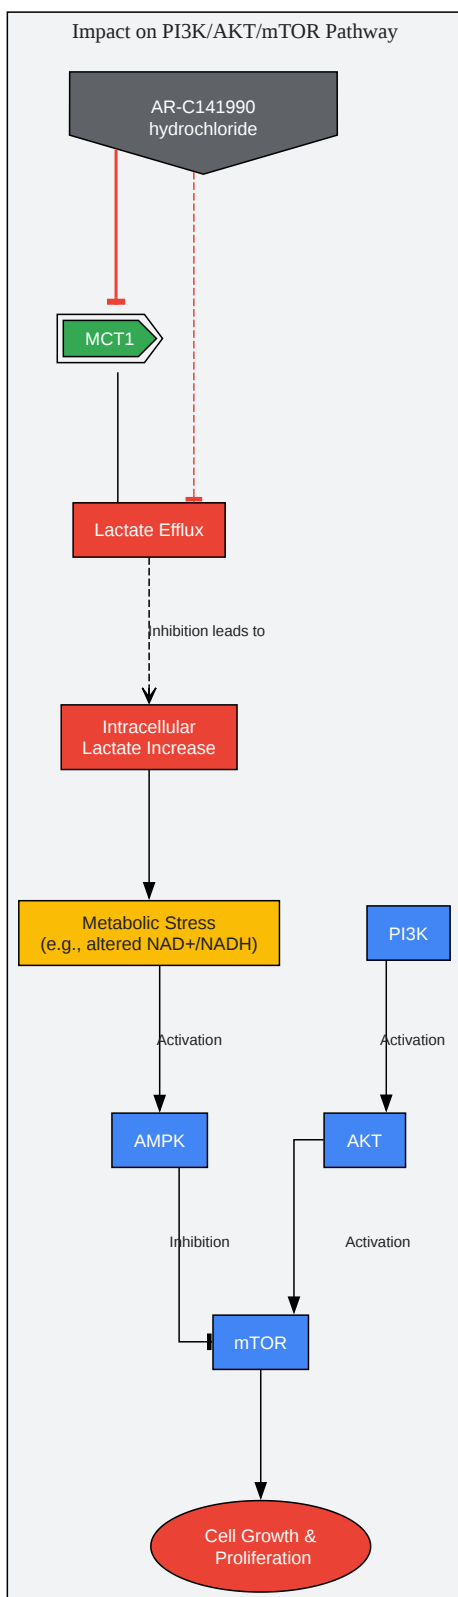 Impact on PI3K/AKT/mTOR Pathway
AR-C141990
hydrochloride
MCT1
Lactate Efflux
Inhibition leads to
Intracellular
Lactate Increase
Metabolic Stress
(e.g., altered NAD+/NADH)
PI3K
Activation
Activation
AMPK
AKT
Inhibition
Activation
mTOR
Cell Growth &
Proliferation